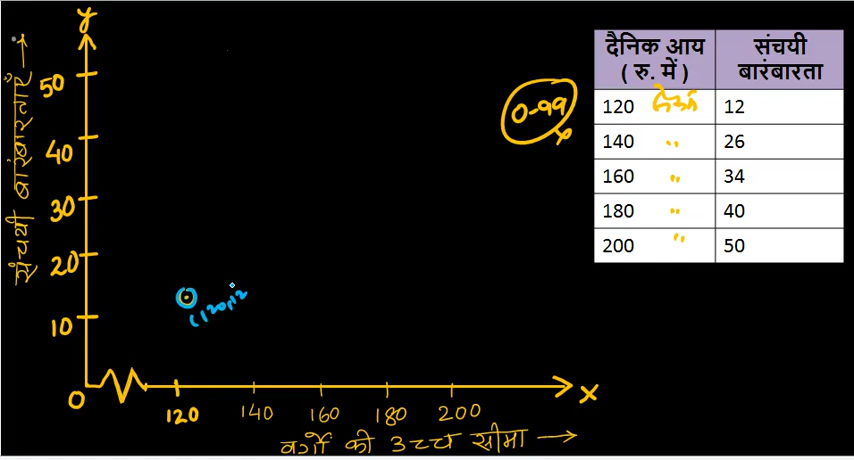 y
दैनिक आय
( रु. में )
संचयी
बारंबारता
50
40
30
20
10
0
संचयी बारंबारताएँ
0-99
120 से कम 12
140 " 26
160 " 34
180 " 40
200 " 50
(120,12
120 140 160 180 200
x
वर्गों की उच्च सीमा